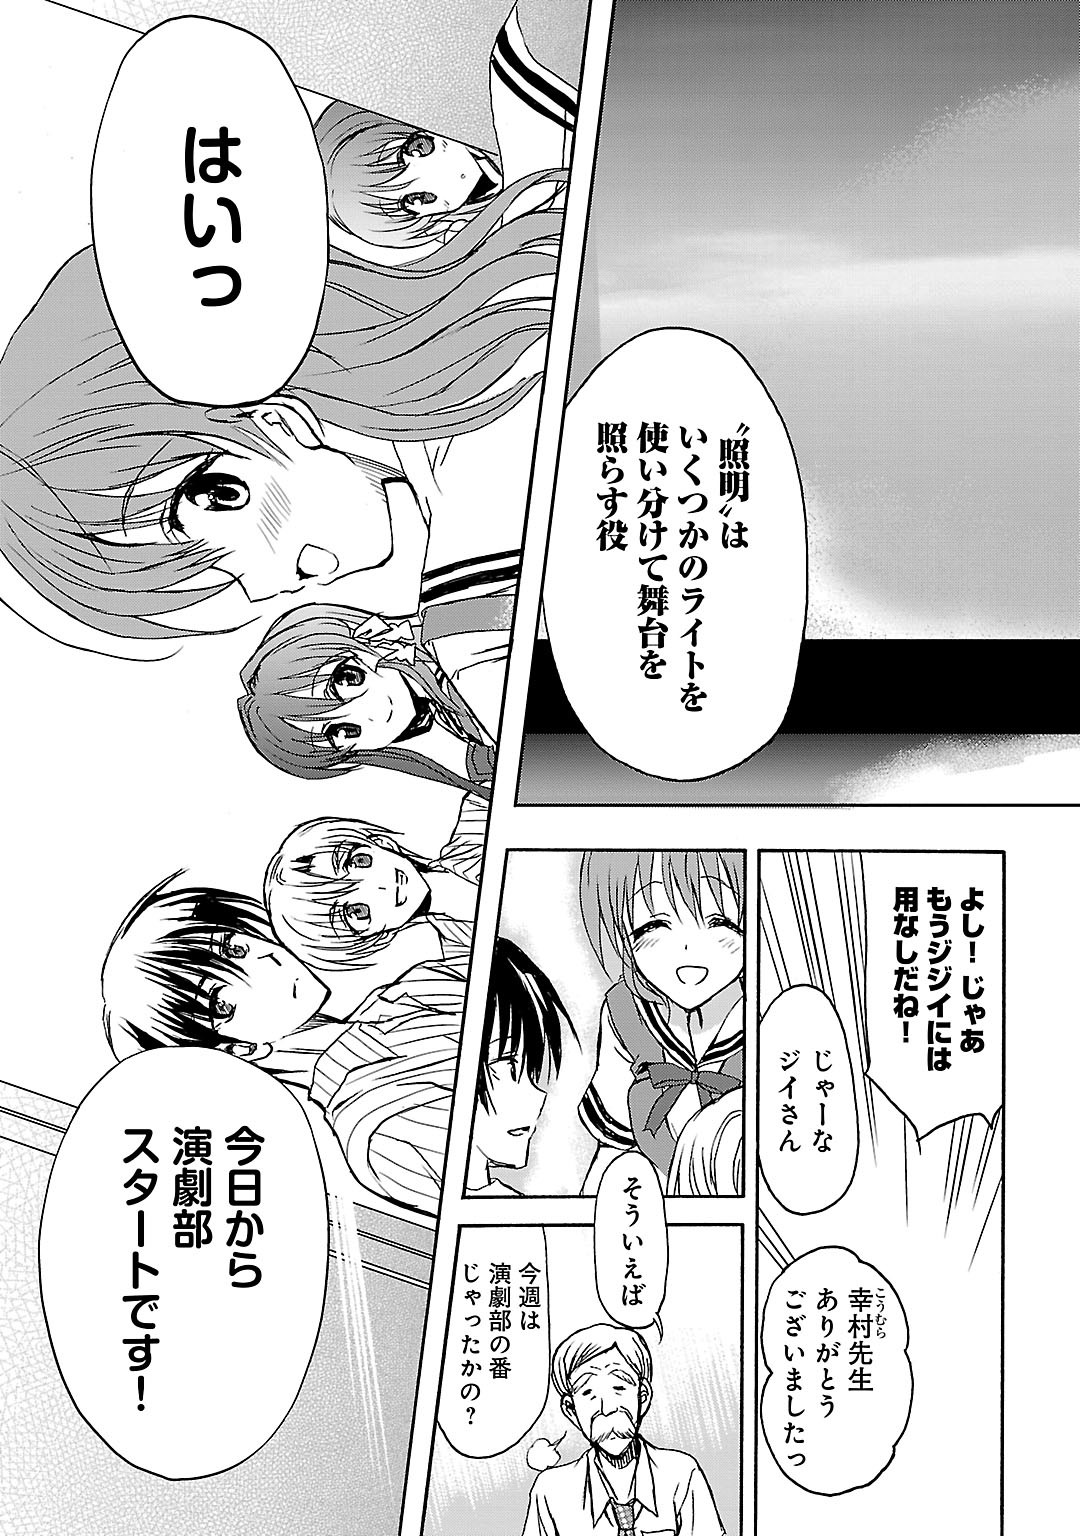 〝照明〟は
いくつかのライトを
使い分けて舞台を
照らす役
よし！じゃあ
もうジジイには
用なしだね！
じゃーな
ジイさん
幸村先生
こうむら
ありがとう
ございましたっ
そういえば
今週は
演劇部の番
じゃったかの？
はいっ
今日から
演劇部
スタートです！